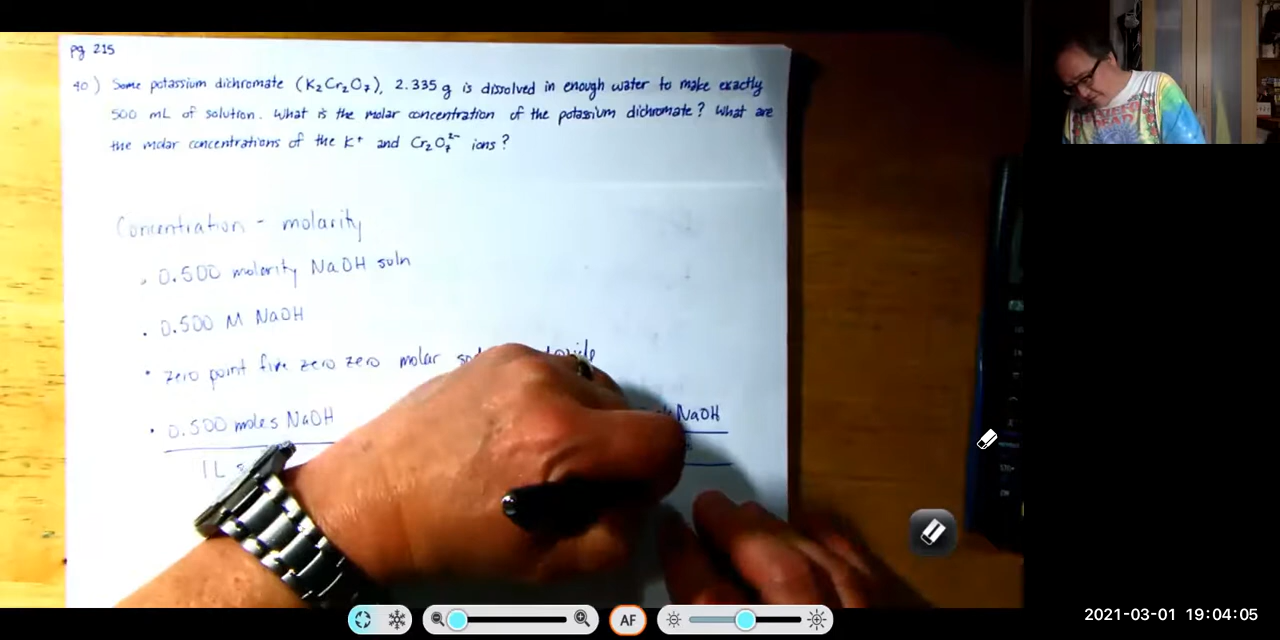 pg 215
40) Some potassium dichromate (K₂Cr₂O₇), 2.335 g is dissolved in enough water to make exactly
500 mL of solution. What is the molar concentration of the potassium dichromate? What are
the molar concentrations of the K⁺ and Cr₂O₇²⁻ ions?
Concentration - molarity
• 0.500 molarity NaOH soln
• 0.500 M NaOH
• zero point five zero zero molar
• 0.500 moles NaOH NaOH
1L
AF
2021-03-01 19:04:05